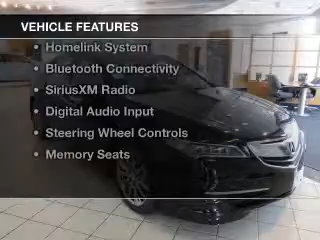 VEHICLE FEATURES
• Homelink System
• Bluetooth Connectivity
• SiriusXM Radio
• Digital Audio Input
• Steering Wheel Controls
• Memory Seats